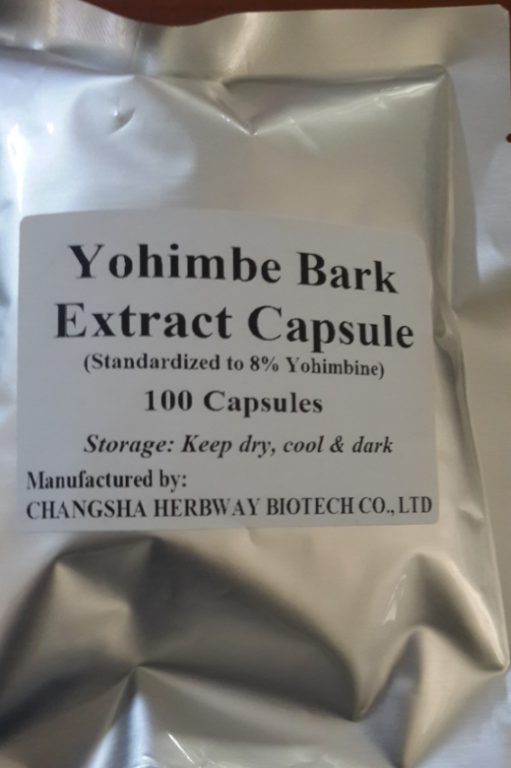 Yohimbe Bark
Extract Capsule
(Standardized to 8% Yohimbine)
100 Capsules
Storage: Keep dry, cool & dark
Manufactured by:
CHANGSHA HERBWAY BIOTECH CO., LTD